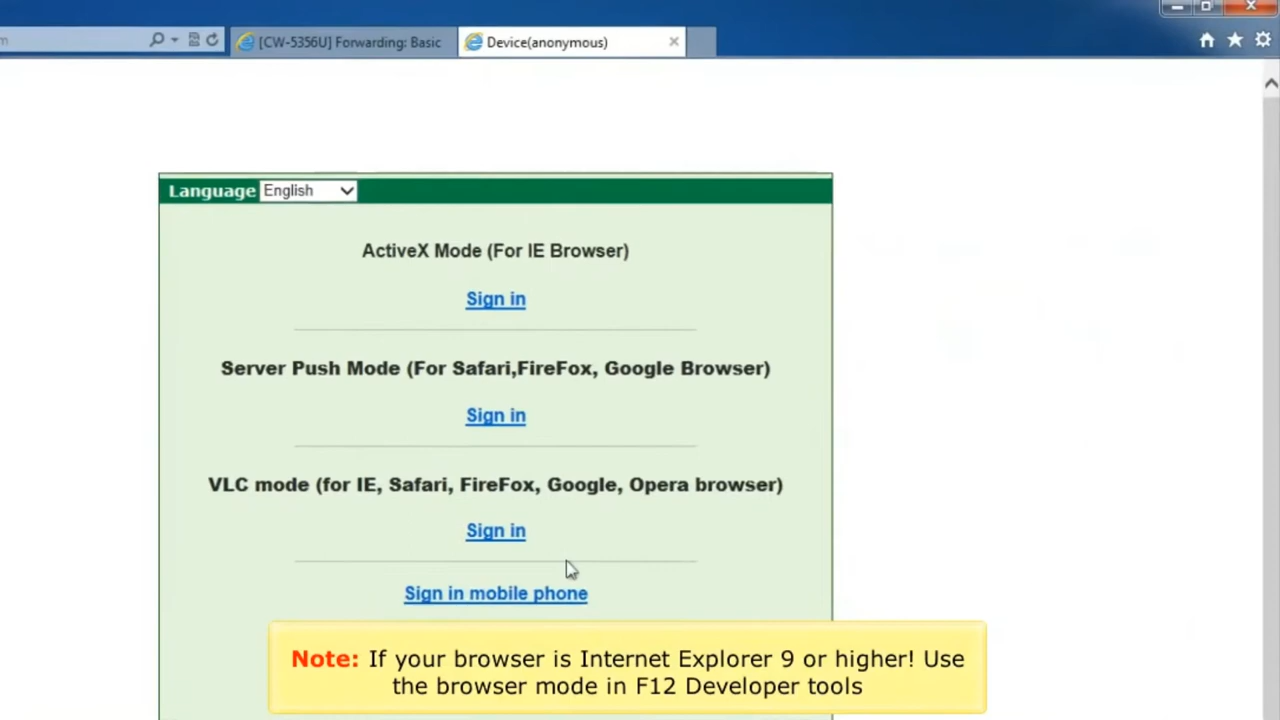 m
[CW-5356U] Forwarding: Basic
Device(anonymous)
Language English
ActiveX Mode (For IE Browser)
Sign in
Server Push Mode (For Safari,FireFox, Google Browser)
Sign in
VLC mode (for IE, Safari, FireFox, Google, Opera browser)
Sign in
Sign in mobile phone
Note: If your browser is Internet Explorer 9 or higher! Use
the browser mode in F12 Developer tools